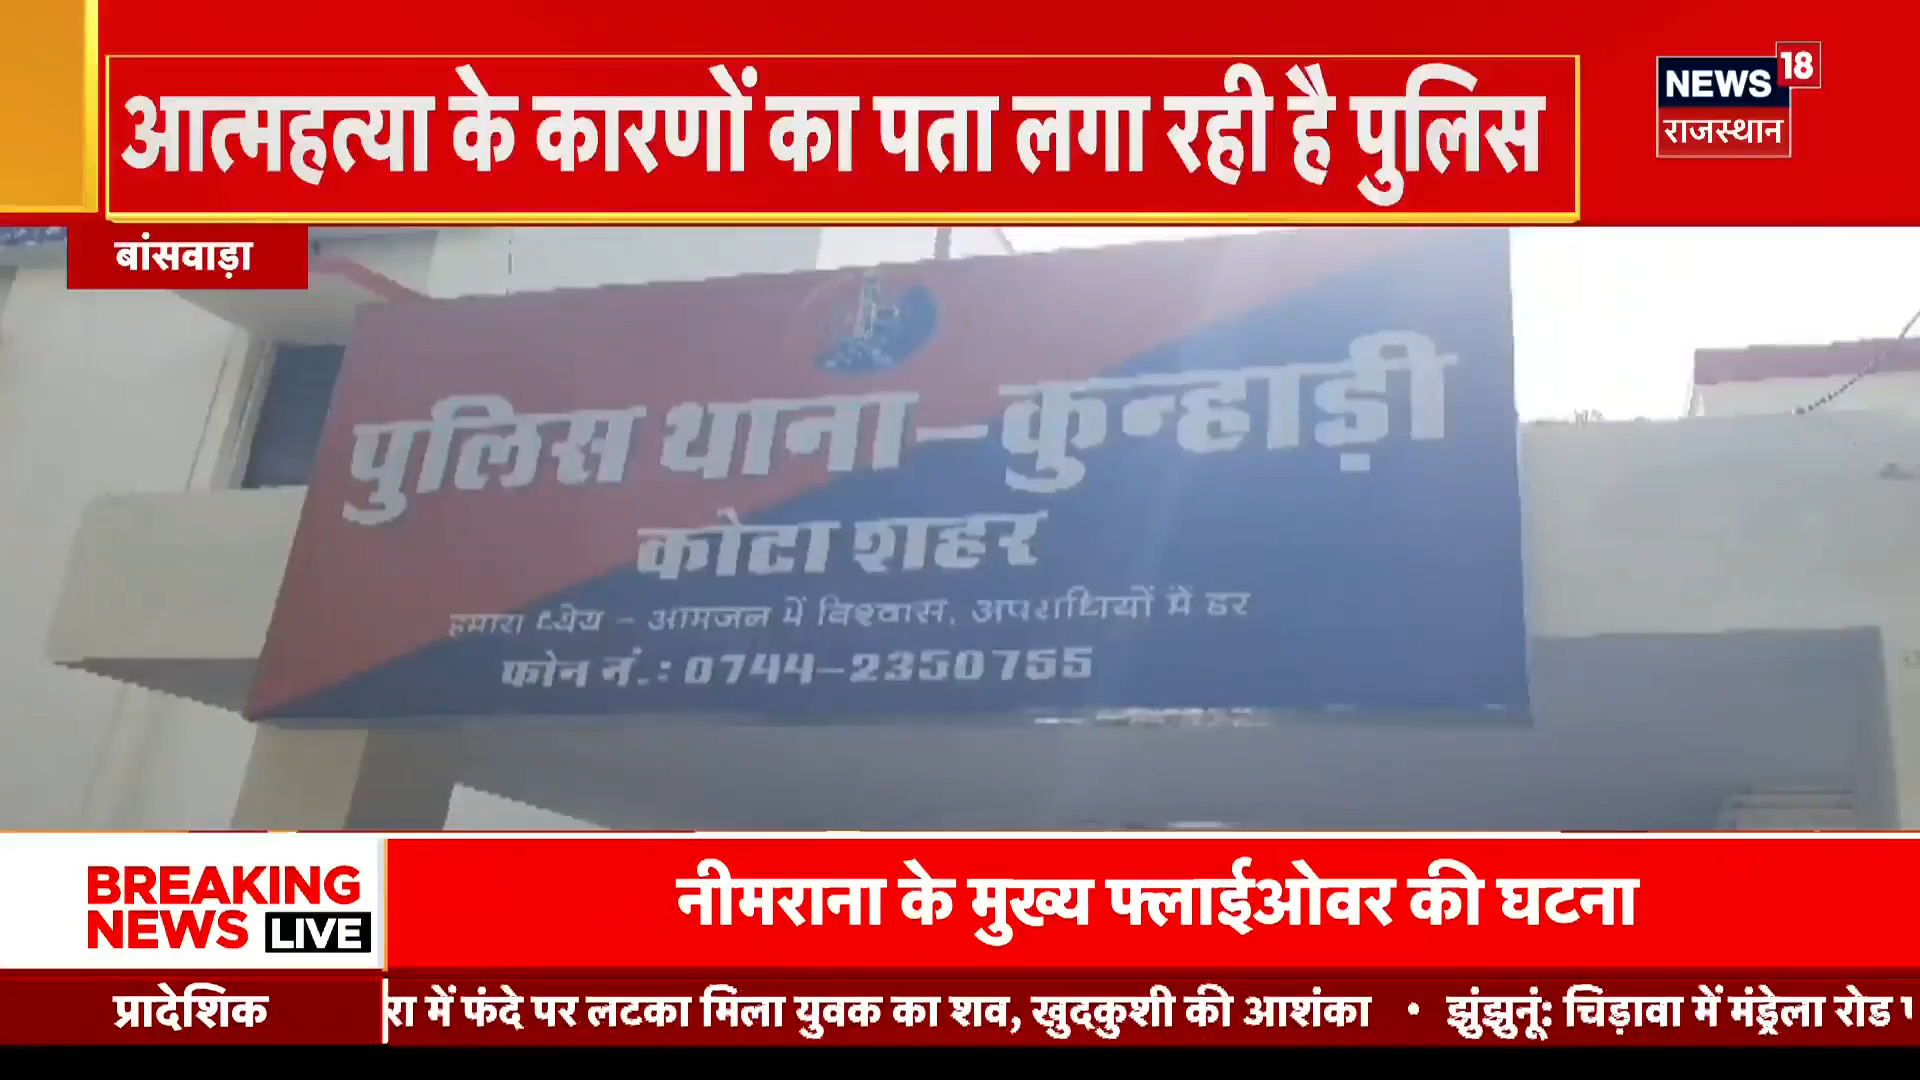 आत्महत्या के कारणों का पता लगा रही है पुलिस
NEWS 18
राजस्थान
बांसवाड़ा
पुलिस थाना-कुन्हाड़ी
कोटा शहर
हमारा ध्येय - आमजन में विश्वास, अपराधियों में डर
फोन नं.: 0744-2350755
BREAKING
NEWS LIVE
नीमराना के मुख्य फ्लाईओवर की घटना
प्रादेशिक
रा में फंदे पर लटका मिला युवक का शव, खुदकुशी की आशंका • झुंझुनूं: चिड़ावा में मंड्रेला रोड